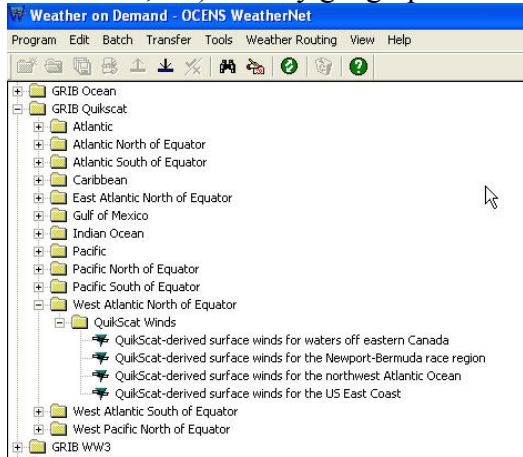 Weather on Demand - OCENS WeatherNet
Program Edit Batch Transfer Tools Weather Routing View Help
GRIB Ocean
GRIB Quikscat
Atlantic
Atlantic North of Equator
Atlantic South of Equator
Caribbean
East Atlantic North of Equator
Gulf of Mexico
Indian Ocean
Pacific
Pacific North of Equator
Pacific South of Equator
West Atlantic North of Equator
QuikScat Winds
QuikScat-derived surface winds for waters off eastern Canada
QuikScat-derived surface winds for the Newport-Bermuda race region
QuikScat-derived surface winds for the northwest Atlantic Ocean
QuikScat-derived surface winds for the US East Coast
West Atlantic South of Equator
West Pacific North of Equator
GRIB WW3